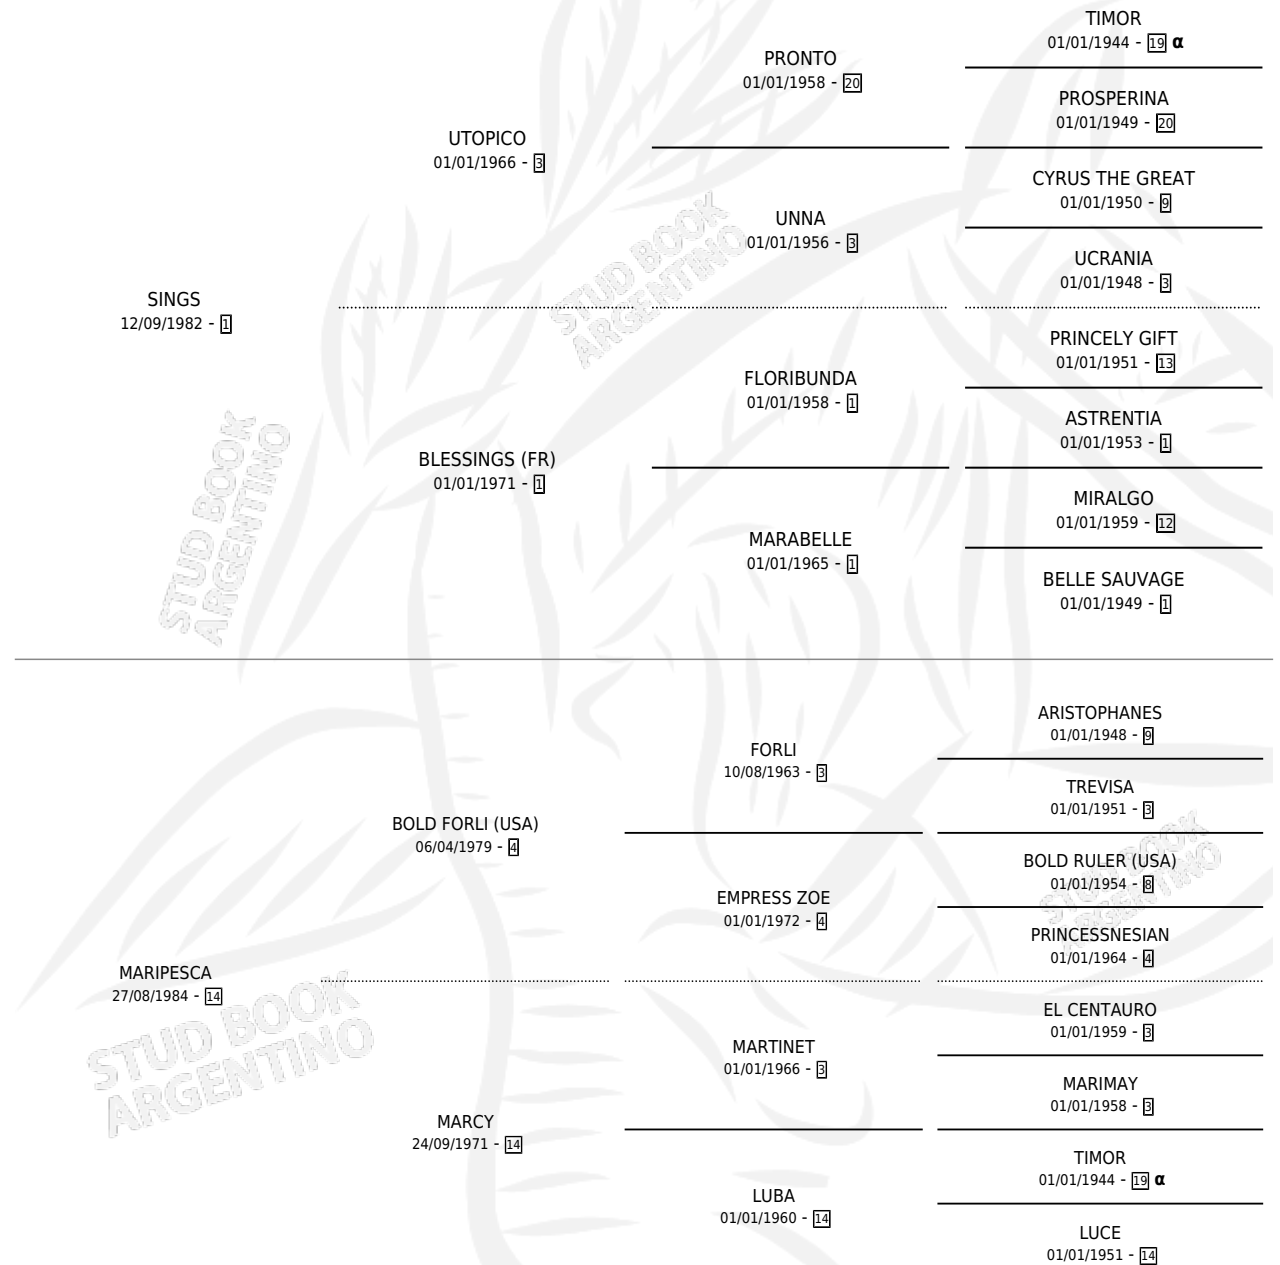 TIMOR
01/01/1944 - 19 α
PRONTO
01/01/1958 - 20
PROSPERINA
01/01/1949 - 20
UTOPICO
01/01/1966 - 3
CYRUS THE GREAT
01/01/1950 - 9
UNNA
01/01/1956 - 3
UCRANIA
01/01/1948 - 3
SINGS
12/09/1982 - 1
PRINCELY GIFT
01/01/1951 - 13
FLORIBUNDA
01/01/1958 - 1
ASTRENTIA
01/01/1953 - 1
BLESSINGS (FR)
01/01/1971 - 1
MIRALGO
01/01/1959 - 12
MARABELLE
01/01/1965 - 1
BELLE SAUVAGE
01/01/1949 - 1
ARISTOPHANES
01/01/1948 - 9
FORLI
10/08/1963 - 3
TREVISA
01/01/1951 - 3
BOLD FORLI (USA)
06/04/1979 - 4
BOLD RULER (USA)
01/01/1954 - 8
EMPRESS ZOE
01/01/1972 - 4
PRINCESSNESIAN
01/01/1964 - 4
MARIPESCA
27/08/1984 - 14
EL CENTAURO
01/01/1959 - 3
MARTINET
01/01/1966 - 3
MARIMAY
01/01/1958 - 3
MARCY
24/09/1971 - 14
TIMOR
01/01/1944 - 19 α
LUBA
01/01/1960 - 14
LUCE
01/01/1951 - 14
STUD BOOK
ARGENTINO
STUD BOOK
ARGENTINO
STUD BOOK
ARGENTINO
STUD BOOK
ARGENTINO